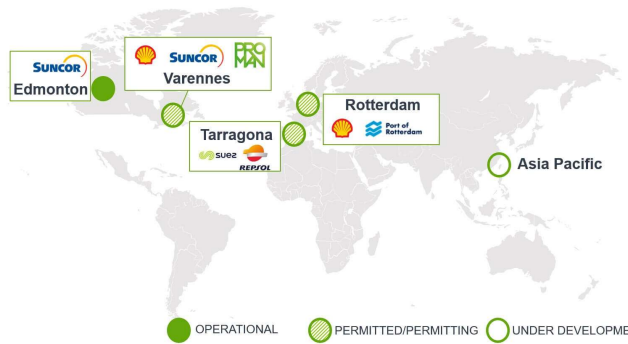 SUNCOR
Edmonton
SUNCOR PRO MAN
Varennes
Tarragona
suez REPSOL
Rotterdam
Port of Rotterdam
Asia Pacific
OPERATIONAL PERMITTED/PERMITTING UNDER DEVELOPME